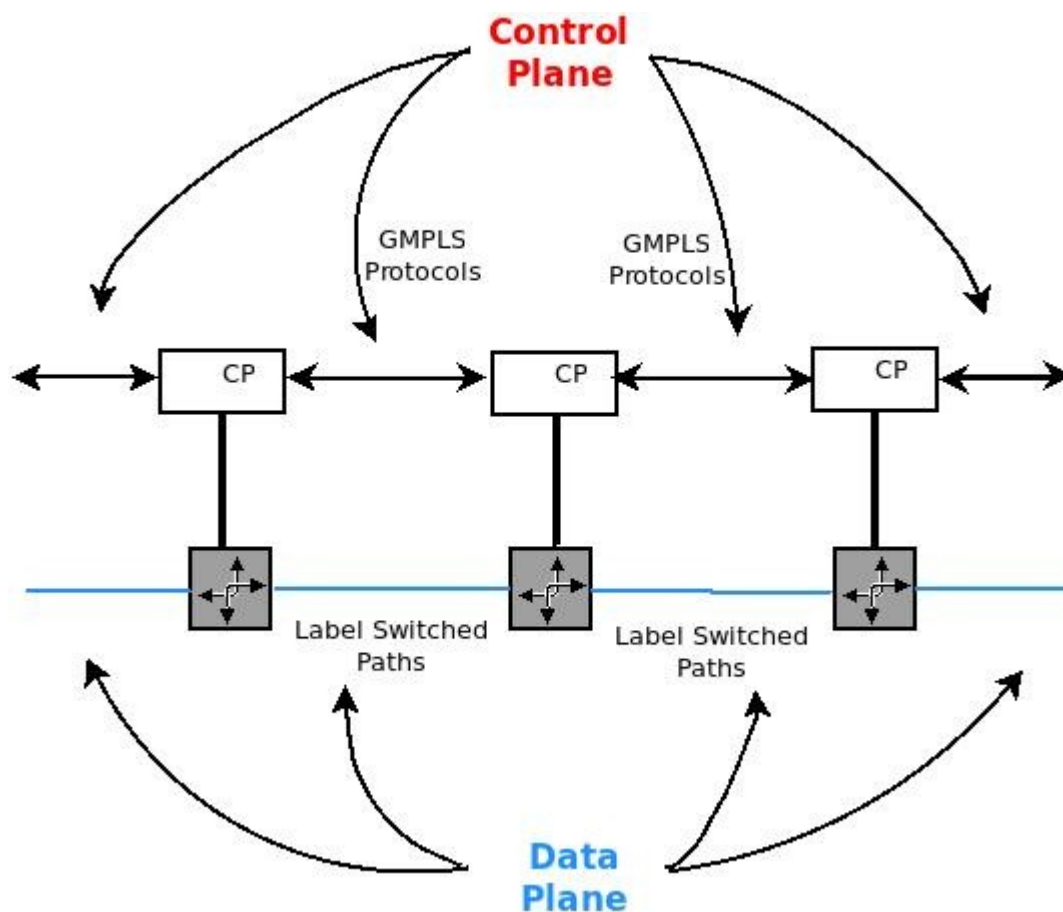 Control
Plane
GMPLS
Protocols
GMPLS
Protocols
CP
CP
CP
Label Switched
Paths
Label Switched
Paths
Data
Plane